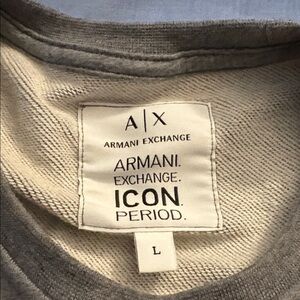 A|X
ARMANI EXCHANGE
ARMANI.
EXCHANGE.
ICON.
PERIOD.
L